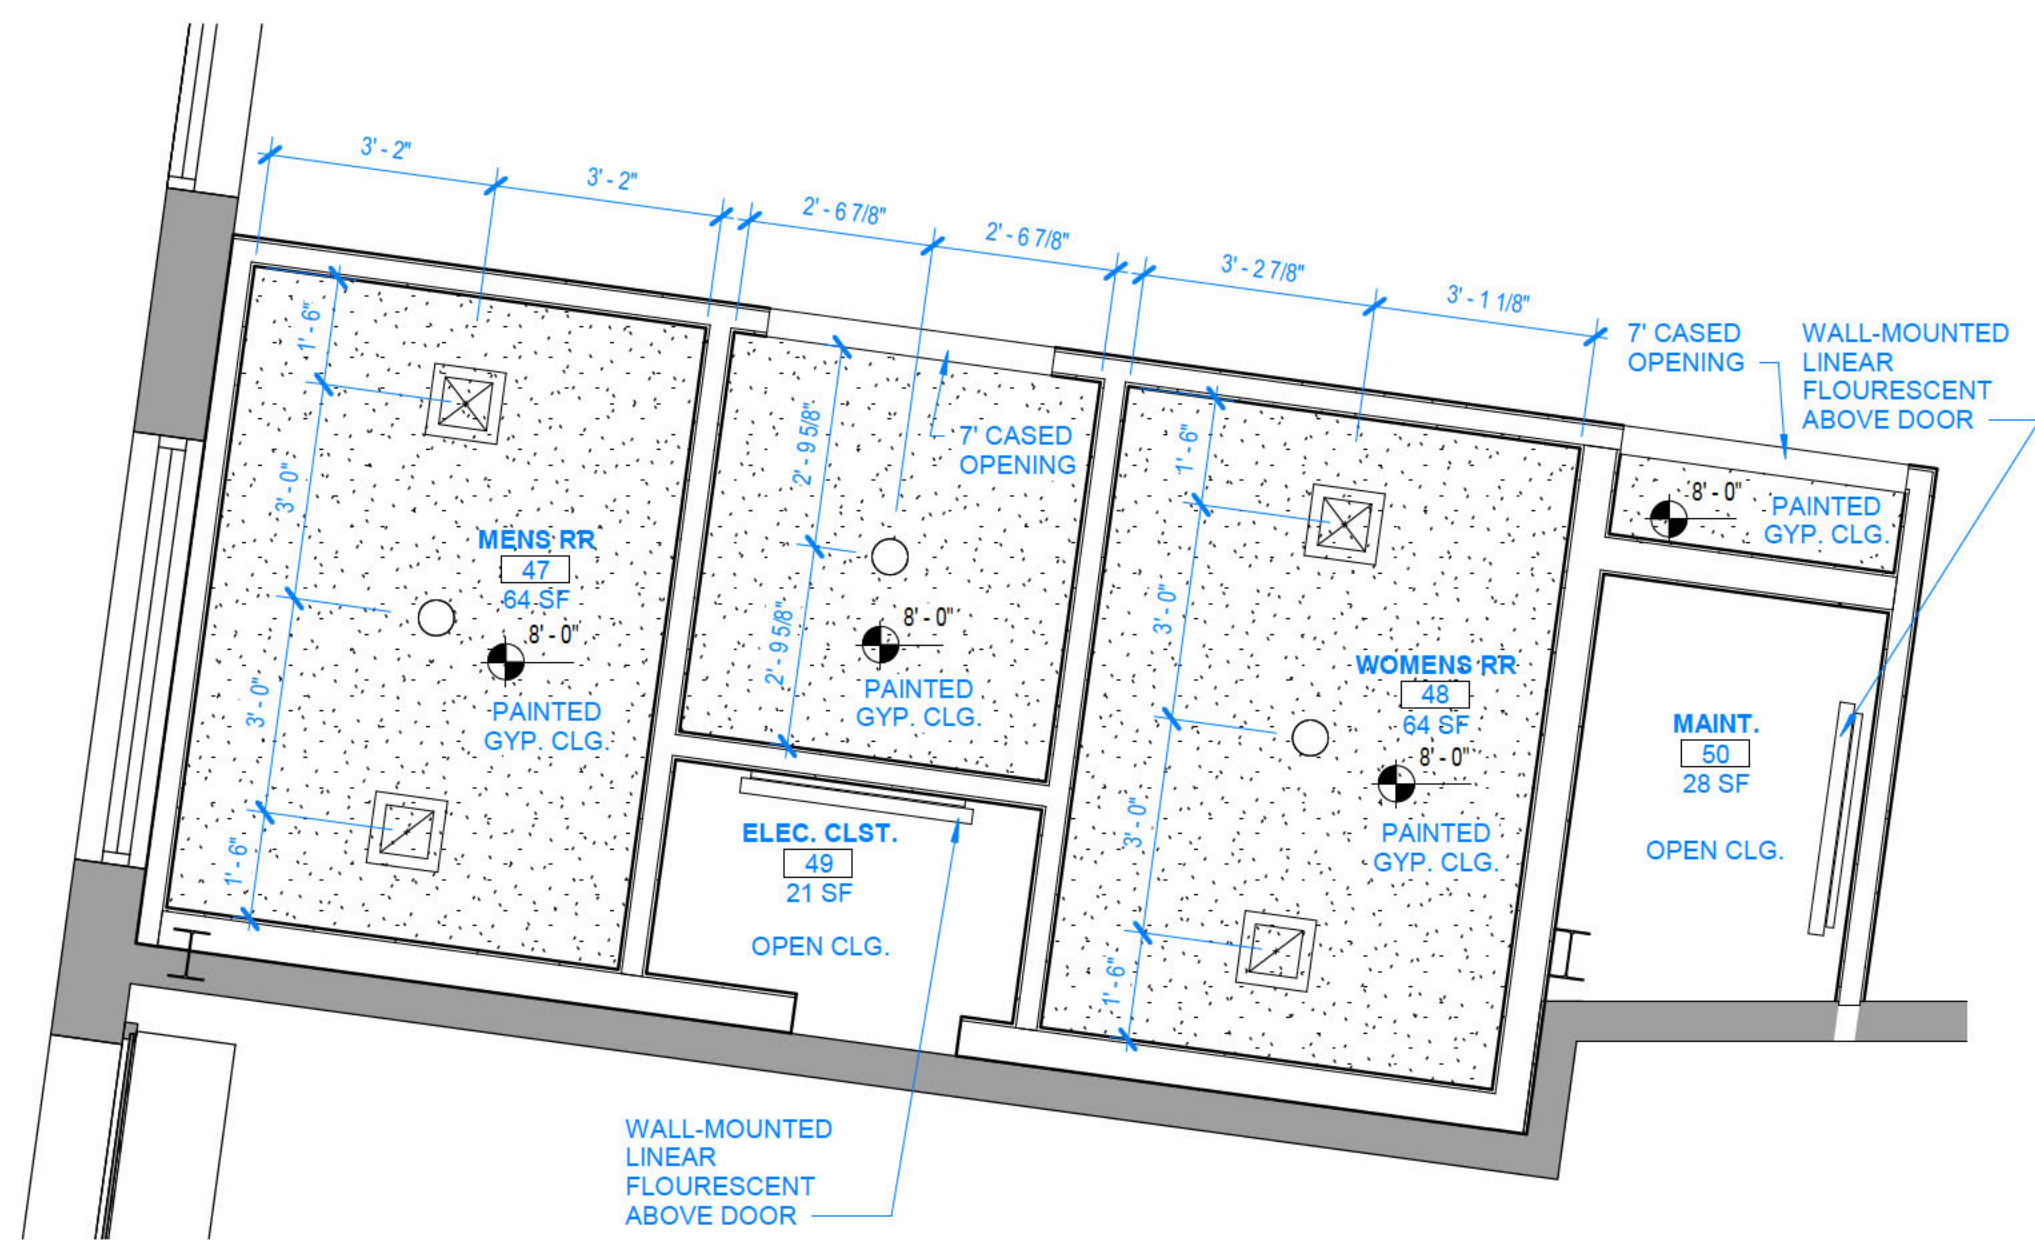 3' - 2"
3' - 2"
2' - 6 7/8"
2' - 6 7/8"
3' - 2 7/8"
3' - 1 1/8"
7' CASED
OPENING
WALL-MOUNTED
LINEAR
FLOURESCENT
ABOVE DOOR
1' - 6"
3' - 0"
3' - 0"
1' - 6"
MENS RR
47
64 SF
8' - 0"
PAINTED
GYP. CLG.
2' - 9 5/8"
2' - 9 5/8"
7' CASED
OPENING
8' - 0"
PAINTED
GYP. CLG.
1' - 6"
3' - 0"
3' - 0"
1' - 6"
WOMENS RR
48
64 SF
8' - 0"
PAINTED
GYP. CLG.
8' - 0"
PAINTED
GYP. CLG.
MAINT.
50
28 SF
OPEN CLG.
ELEC. CLST.
49
21 SF
OPEN CLG.
WALL-MOUNTED
LINEAR
FLOURESCENT
ABOVE DOOR